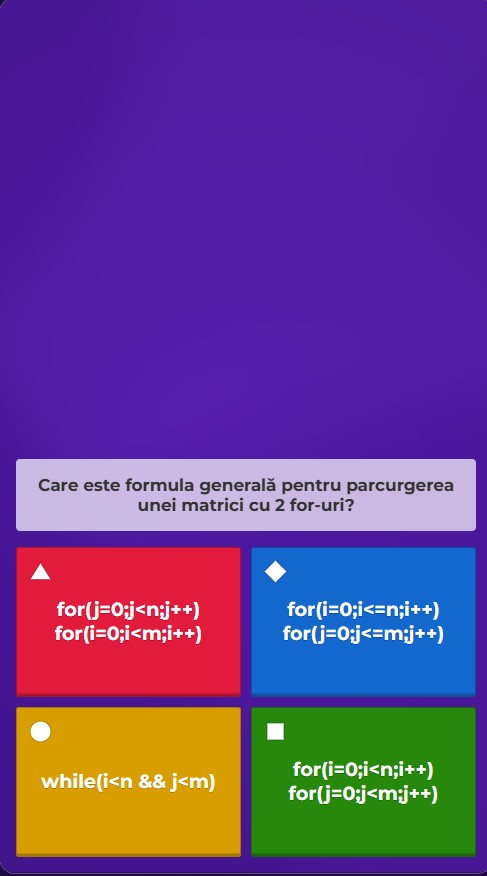 Care este formula generală pentru parcurgerea
unei matrici cu 2 for-uri?
for(j=0;j<n;j++)
for(i=0;i<m;i++)
for(i=0;i<=n;i++)
for(j=0;j<=m;j++)
while(i<n && j<m)
for(i=0;i<n;i++)
for(j=0;j<m;j++)